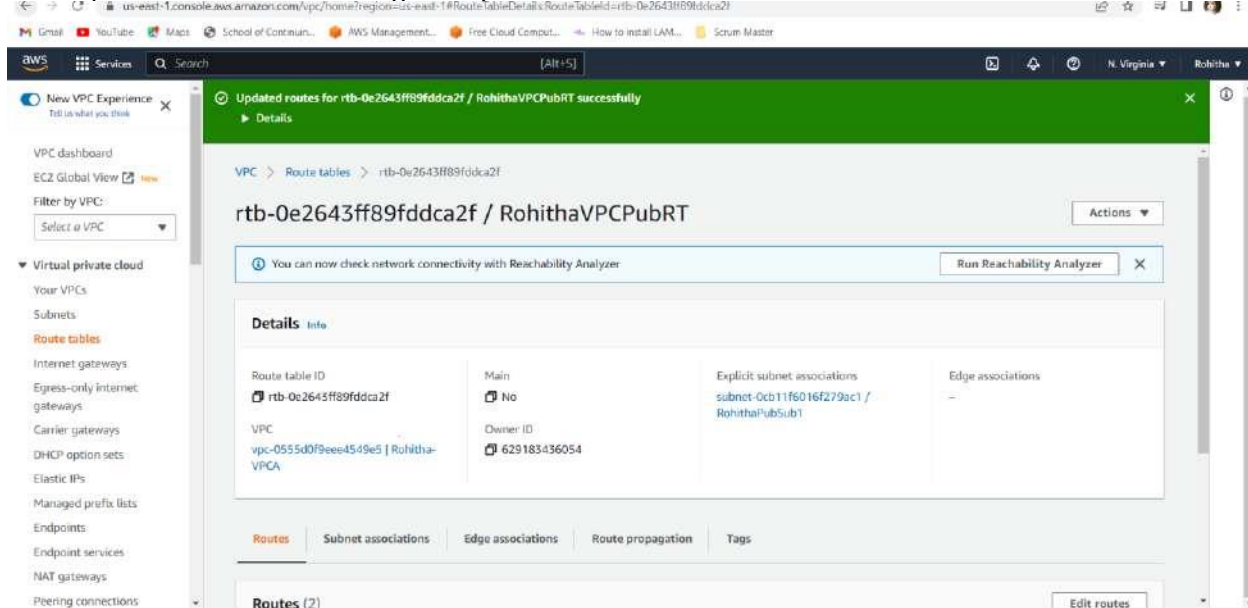 us-east-1.console.aws.amazon.com/vpc/home?region=us-east-1#RouteTableDetails:RouteTableId=rtb-0e2643ff89fddca2f
Gmail YouTube Maps School of Continuin... AWS Management... Free Cloud Comput... How to install LAM... Scrum Master
aws Services Search [Alt+S] N. Virginia Rohitha
New VPC Experience
Tell us what you think
Updated routes for rtb-0e2643ff89fddca2f / RohithaVPCPubRT successfully
Details
VPC dashboard
EC2 Global View New
Filter by VPC:
Select a VPC
Virtual private cloud
Your VPCs
Subnets
Route tables
Internet gateways
Egress-only internet
gateways
Carrier gateways
DHCP option sets
Elastic IPs
Managed prefix lists
Endpoints
Endpoint services
NAT gateways
Peering connections
VPC > Route tables > rtb-0e2643ff89fddca2f
rtb-0e2643ff89fddca2f / RohithaVPCPubRT
Actions
You can now check network connectivity with Reachability Analyzer
Run Reachability Analyzer
Details Info
Route table ID
rtb-0e2643ff89fddca2f
VPC
vpc-0555d0f9eee4549e5 | Rohitha-
VPCA
Main
No
Owner ID
629183436054
Explicit subnet associations
subnet-0cb11f6016f279ac1 /
RohithaPubSub1
Edge associations
–
Routes Subnet associations Edge associations Route propagation Tags
Routes (2)
Edit routes